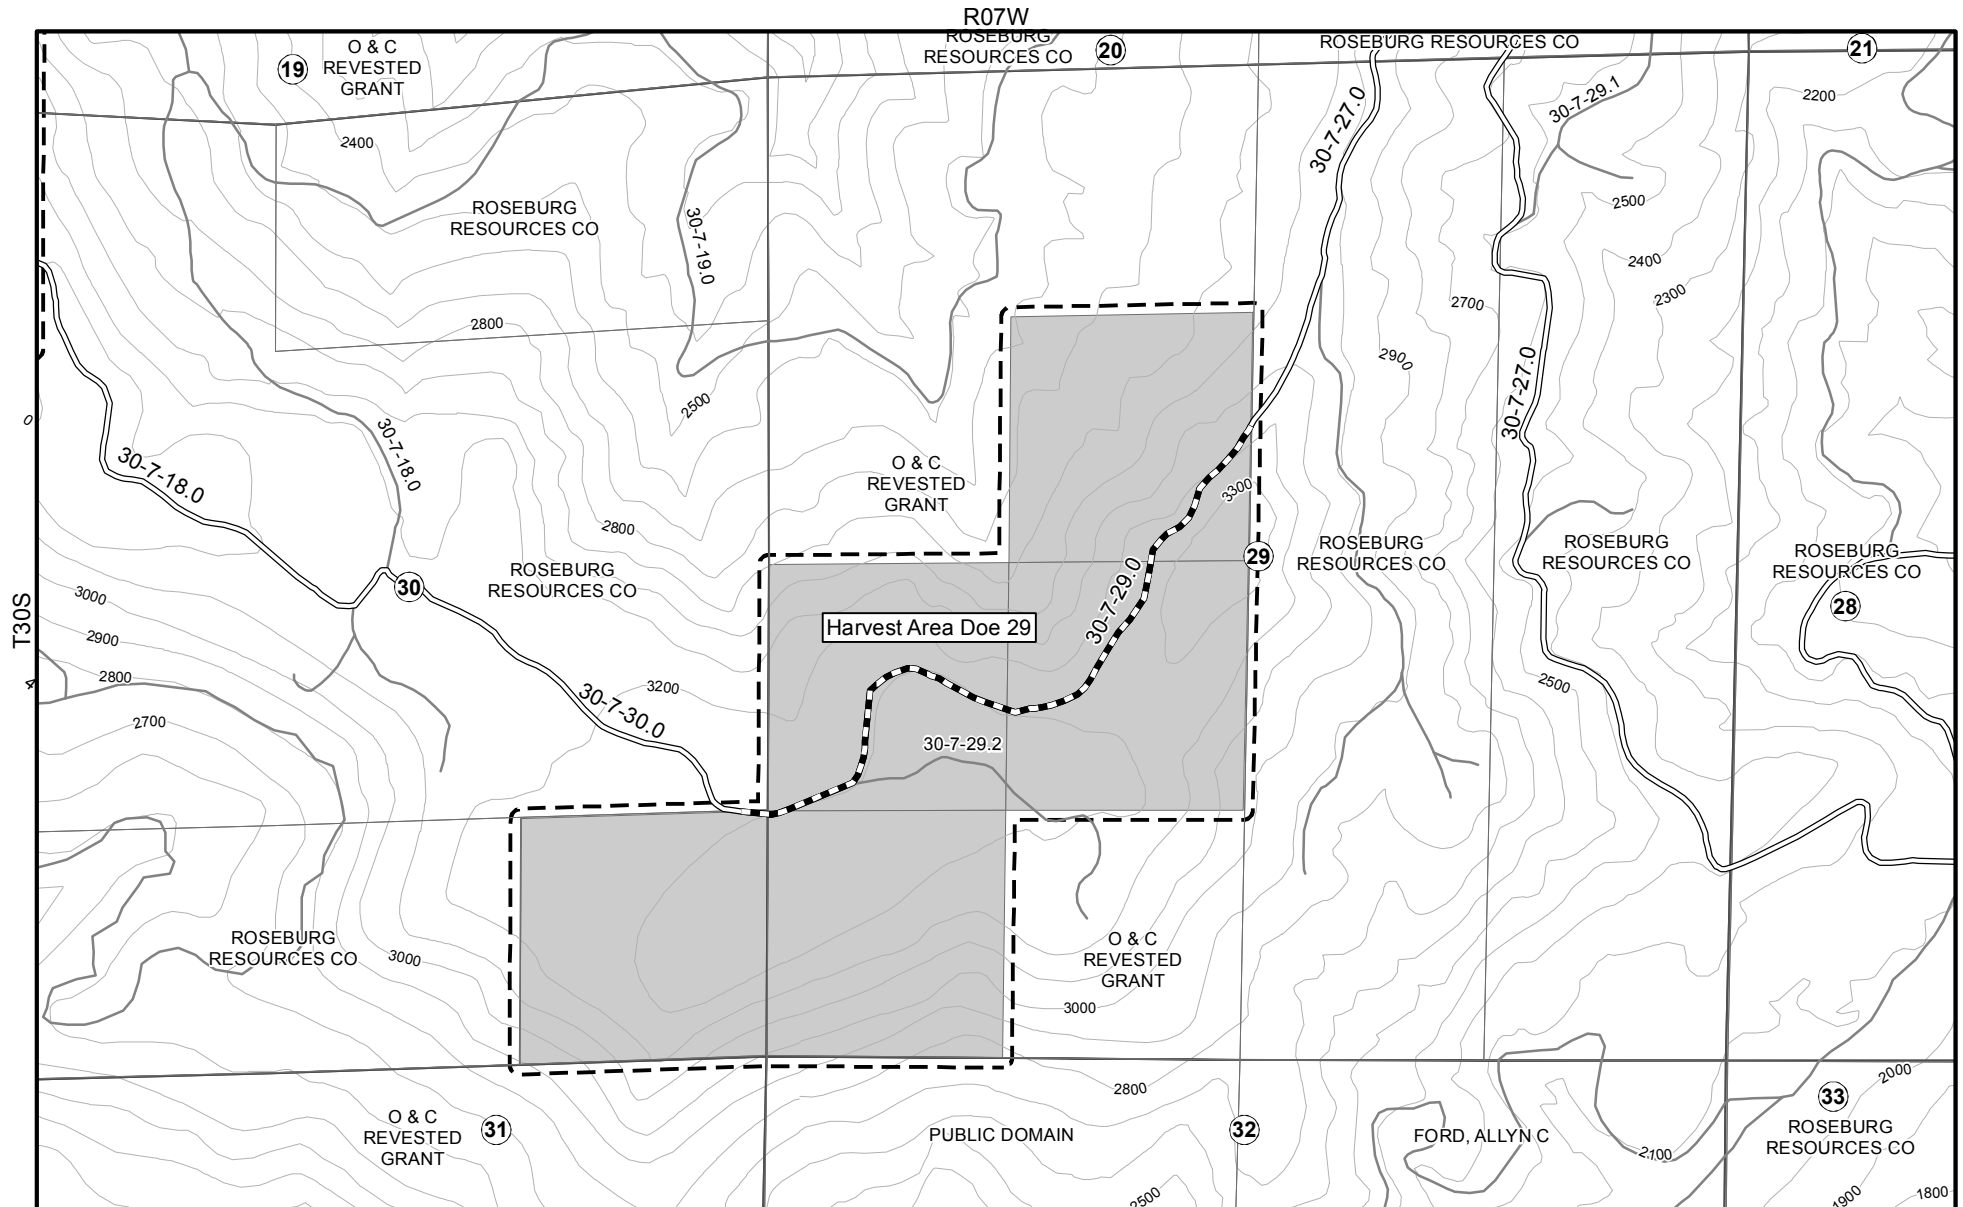 R07W
19
O & C
REVESTED
GRANT
ROSEBURG
RESOURCES CO
20
ROSEBURG RESOURCES CO
21
2400
30-7-27.0
30-7-29.1
2200
ROSEBURG
RESOURCES CO
30-7-19.0
2500
2400
2300
2700
2800
2900
30-7-27.0
2500
0
30-7-18.0
30-7-18.0
O & C
REVESTED
GRANT
3300
2800
29
ROSEBURG
RESOURCES CO
ROSEBURG
RESOURCES CO
ROSEBURG
RESOURCES CO
28
30
ROSEBURG
RESOURCES CO
T30S
3000
2900
2800
2700
4
Harvest Area Doe 29
30-7-29.0
3200
30-7-30.0
30-7-29.2
2500
ROSEBURG
RESOURCES CO
3000
O & C
REVESTED
GRANT
3000
2800
2000
O & C
REVESTED
GRANT
31
PUBLIC DOMAIN
32
FORD, ALLYN C
33
ROSEBURG
RESOURCES CO
2100
2500
1900
1800